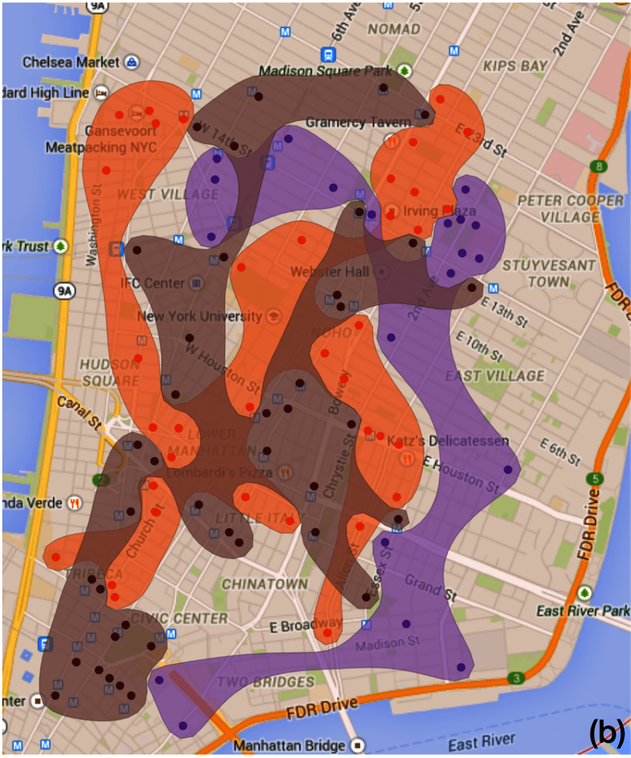 9A
6th Ave
5
NOMAD
2nd Ave
Chelsea Market
Madison Square Park
KIPS BAY
dard High Line
Gansevoort
Meatpacking NYC
W 14th St
Gramercy Tavern
E 23rd St
8
WEST VILLAGE
Washington St
Irving Plaza
PETER COOPER
VILLAGE
rk Trust
IFC Center
Webster Hall
STUYVESANT
TOWN
9A
2nd Ave
E 13th St
FDR
New York University
NOHO
E 10th St
W Houston St
EAST VILLAGE
HUDSON
SQUARE
Bowery
Canal St
LOWER
MANHATTAN
Katz's Delicatessen
E 6th St
Lombardi's Pizza
Chrystie St
E Houston St
5
nda Verde
LITTLE ITALY
Church St
FDR Drive
TRIBECA
CHINATOWN
Allen St
Essex St
Grand St
East River Park
CIVIC CENTER
E Broadway
Madison St
TWO BRIDGES
3
nter
FDR Drive
(b)
Manhattan Bridge
East River